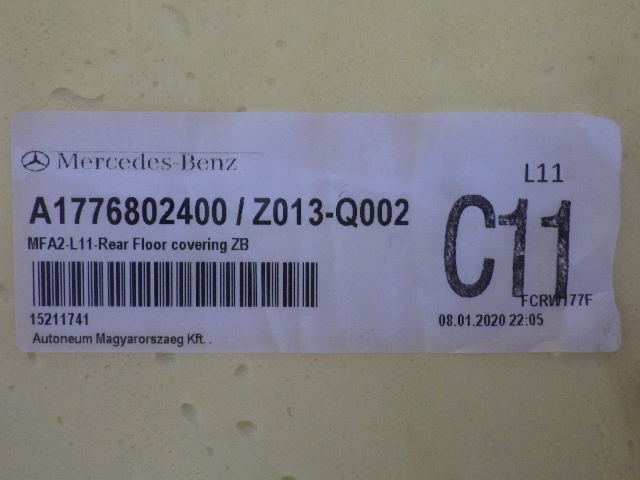 Mercedes-Benz
L11
A1776802400 / Z013-Q002
C11
MFA2-L11-Rear Floor covering ZB
FCRW177F
15211741
08.01.2020 22:05
Autoneum Magyarorszaeg Kft. .